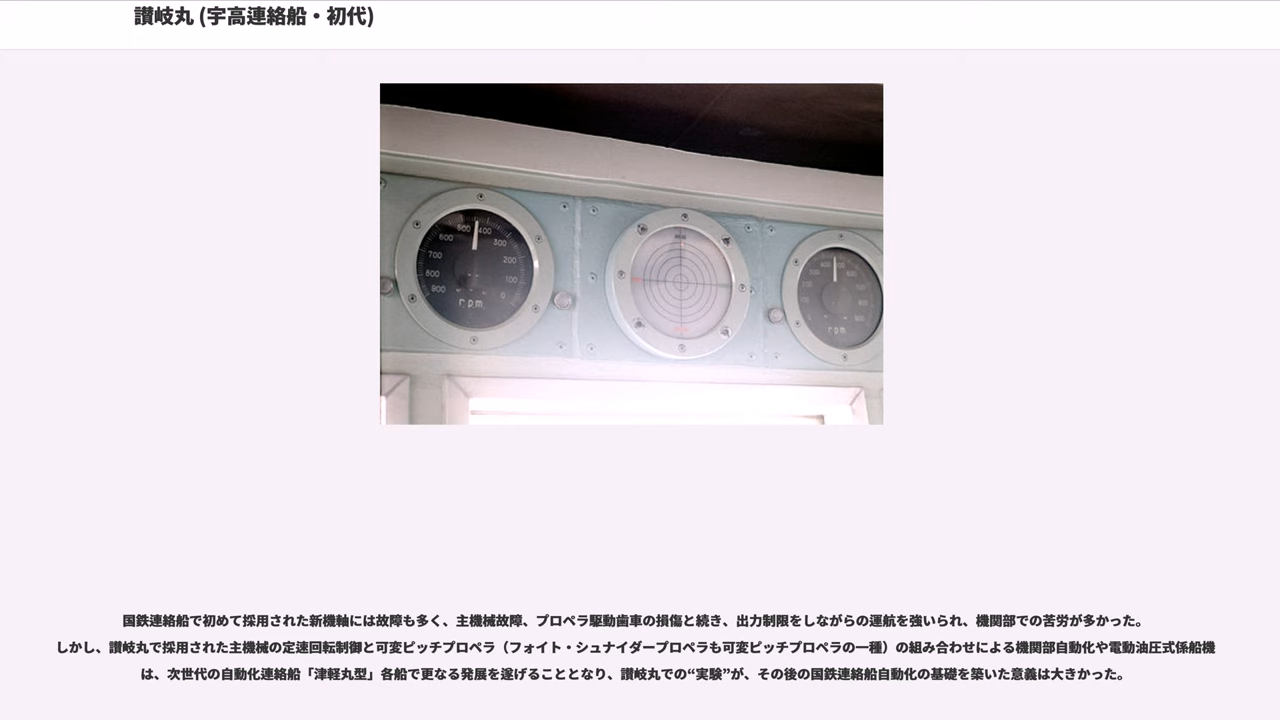 讃岐丸 (宇高連絡船・初代)
500 400
600 300
700 200
800 100
900 0
r.p.m.
r.p.m.
国鉄連絡船で初めて採用された新機軸には故障も多く、主機械故障、プロペラ駆動歯車の損傷と続き、出力制限をしながらの運航を強いられ、機関部での苦労が多かった。
しかし、讃岐丸で採用された主機械の定速回転制御と可変ピッチプロペラ（フォイト・シュナイダープロペラも可変ピッチプロペラの一種）の組み合わせによる機関部自動化や電動油圧式係船機
は、次世代の自動化連絡船「津軽丸型」各船で更なる発展を遂げることとなり、讃岐丸での“実験”が、その後の国鉄連絡船自動化の基礎を築いた意義は大きかった。